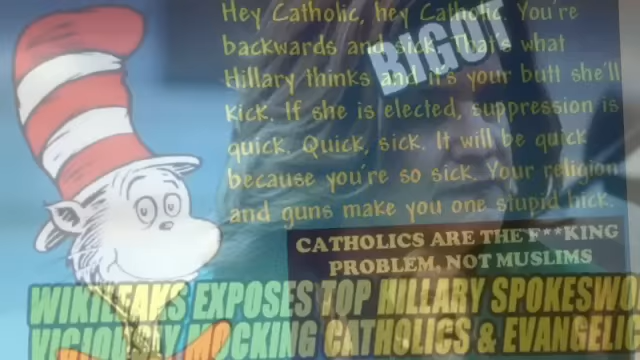 Hey Catholic, hey Catholic. You're
backwards and sick. That's what
Hillary thinks and it's your butt she'll
kick. If she is elected, suppression is
quick. Quick, sick. It will be quick
because you're so sick. Your religion
and guns make you one stupid hick.
BIGOT
CATHOLICS ARE THE F**KING
PROBLEM, NOT MUSLIMS
WIKILEAKS EXPOSES TOP HILLARY SPOKESWO
VICIOUSLY MOCKING CATHOLICS & EVANGELIC